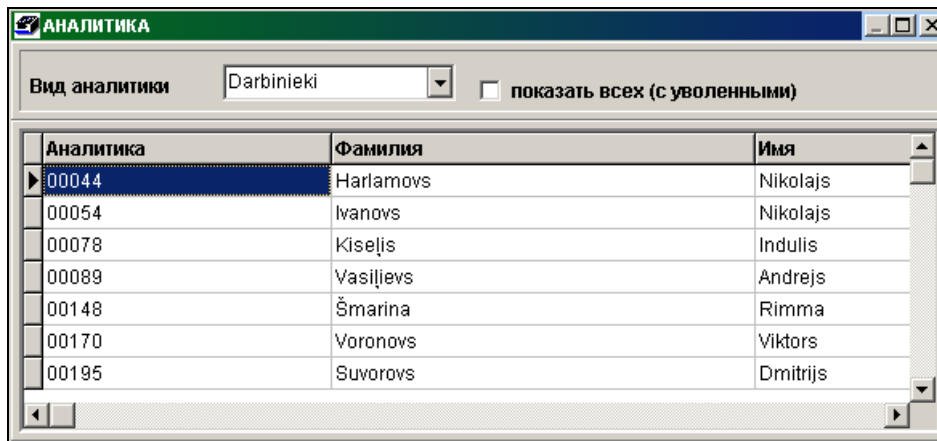 АНАЛИТИКА
Вид аналитики Darbinieki показать всех (с уволенными)
Аналитика Фамилия Имя
00044 Harlamovs Nikolajs
00054 Ivanovs Nikolajs
00078 Kiseļis Indulis
00089 Vasiļievs Andrejs
00148 Šmarina Rimma
00170 Voronovs Viktors
00195 Suvorovs Dmitrijs